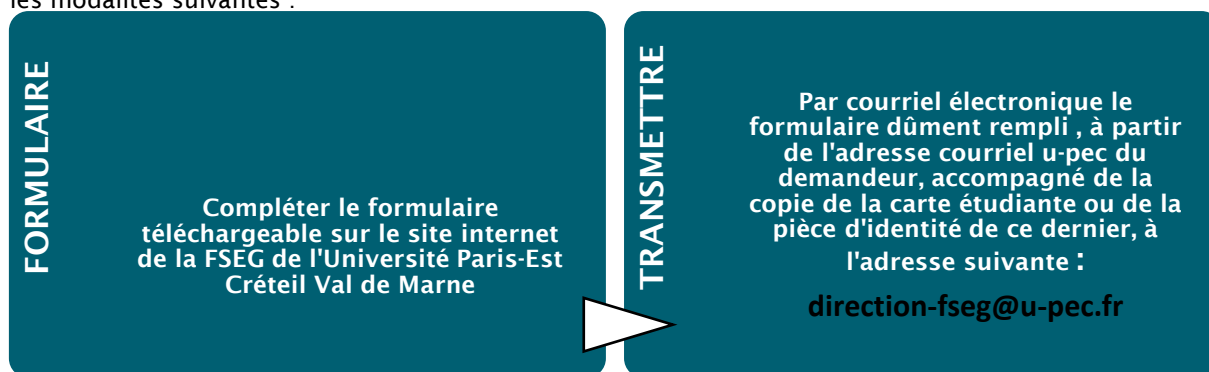 les modalités suivantes :
FORMULAIRE
Compléter le formulaire
téléchargeable sur le site internet
de la FSEG de l'Université Paris-Est
Créteil Val de Marne
TRANSMETTRE
Par courriel électronique le
formulaire dûment rempli , à partir
de l'adresse courriel u-pec du
demandeur, accompagné de la
copie de la carte étudiante ou de la
pièce d'identité de ce dernier, à
l'adresse suivante :
direction-fseg@u-pec.fr